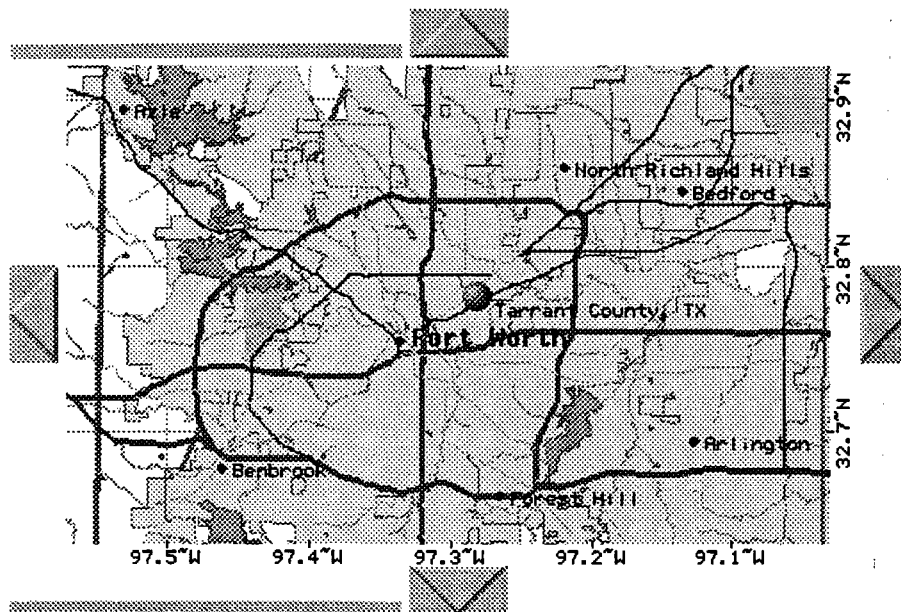 Azle
North Richland Hills
Bedford
Tarrant County, TX
Fort Worth
Arlington
Benbrook
Forest Hill
32.9˜N
32.8˜N
32.7˜N
97.5˜W
97.4˜W
97.3˜W
97.2˜W
97.1˜W